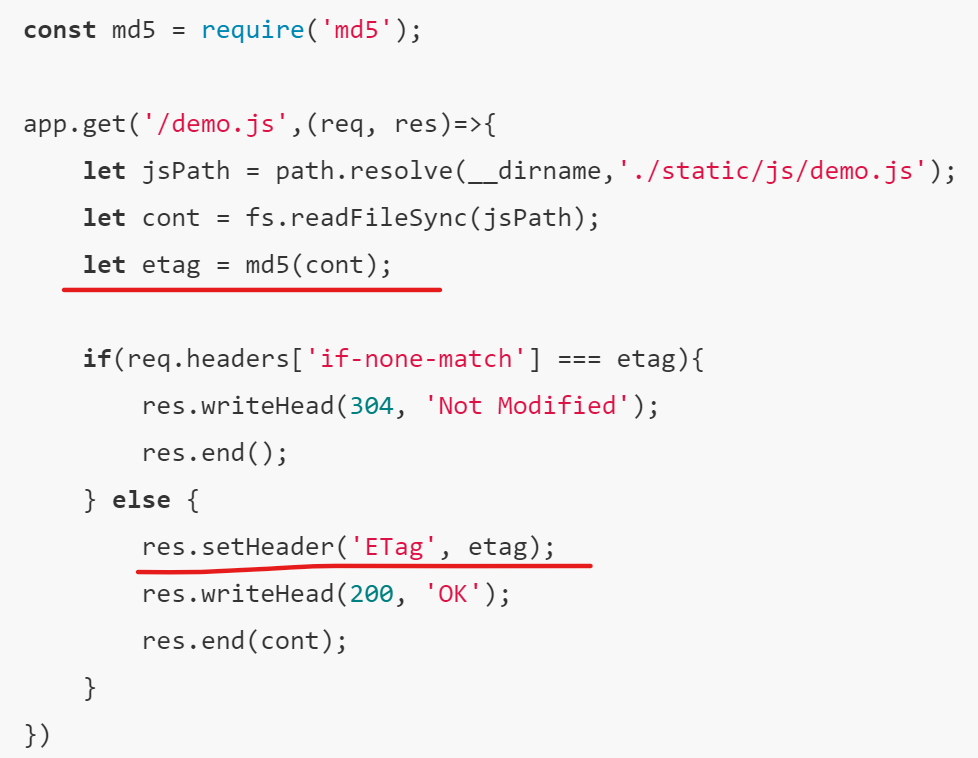 const md5 = require('md5');
app.get('/demo.js',(req, res)=>{
let jsPath = path.resolve(__dirname,'./static/js/demo.js');
let cont = fs.readFileSync(jsPath);
let etag = md5(cont);
if(req.headers['if-none-match'] === etag){
res.writeHead(304, 'Not Modified');
res.end();
} else {
res.setHeader('ETag', etag);
res.writeHead(200, 'OK');
res.end(cont);
}
})